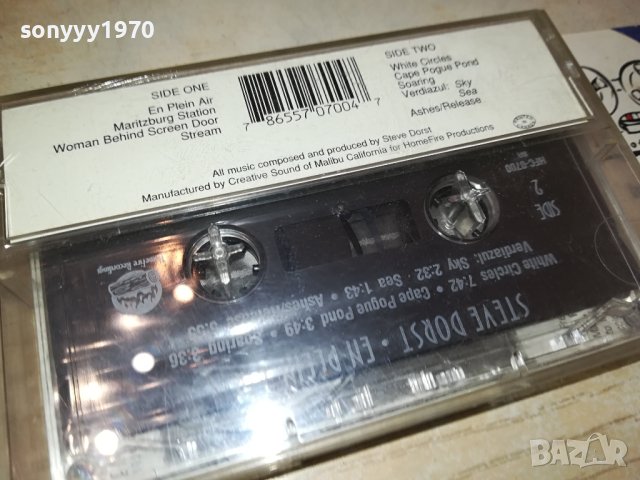 sonyyy1970
SIDE ONE
En Plein Air
Maritzburg Station
Woman Behind Screen Door
Stream
7 86557 07004 7
SIDE TWO
White Circles
Cape Pogue Pond
Soaring
Verdiazul: Sky
Sea
Ashes/Release
All music composed and produced by Steve Dorst
Manufactured by Creative Sound of Malibu California for HomeFire Productions
SIDE 2
STEVE DORST • EN PLEIN
White Circles 7:42 • Cape Pogue Pond 3:49 • Soaring
Verdiazul: Sky 2:32 Sea 1:43 •
HomeFire Recordings
BAZAR